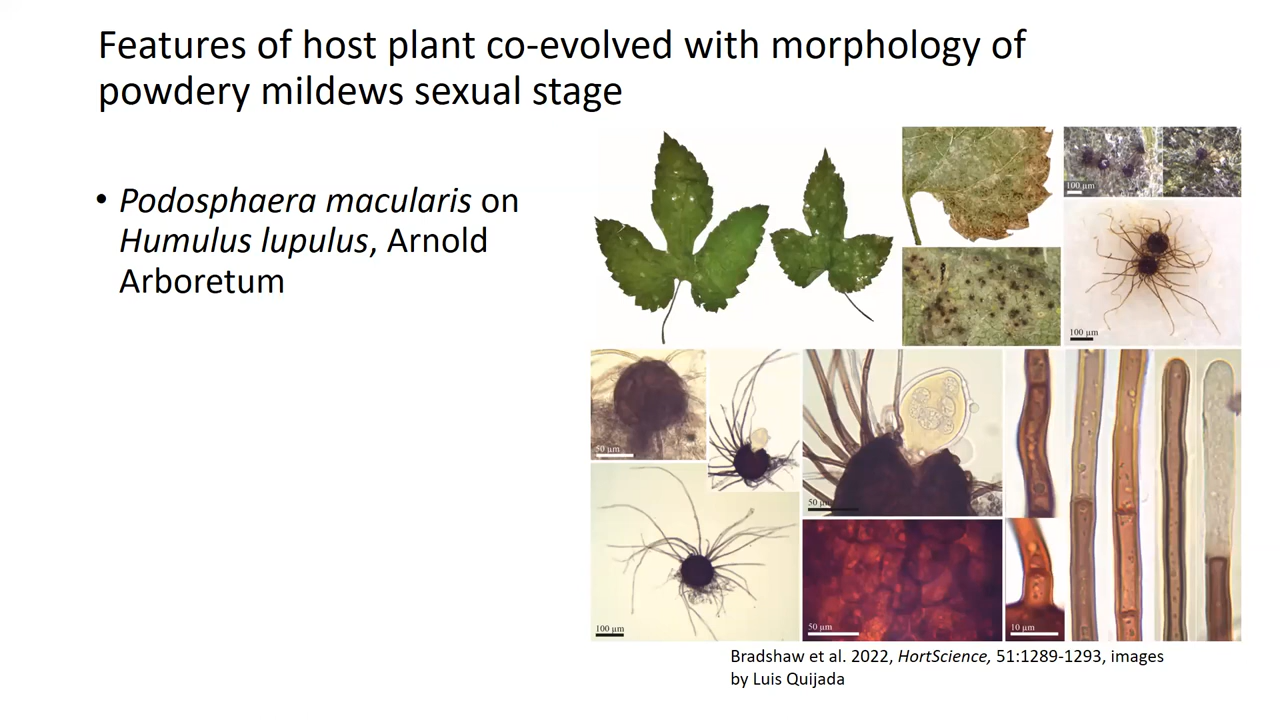 Features of host plant co-evolved with morphology of
powdery mildews sexual stage
• Podosphaera macularis on
Humulus lupulus, Arnold
Arboretum
100 µm
100 µm
50 µm
50 µm
100 µm
50 µm
10 µm
Bradshaw et al. 2022, HortScience, 51:1289-1293, images
by Luis Quijada